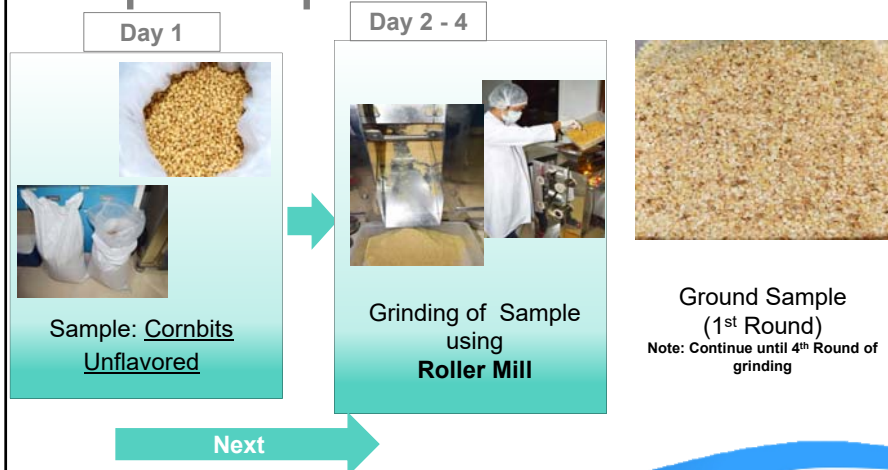 Day 1
Sample: Cornbits
Unflavored
Day 2 - 4
Grinding of Sample
using
Roller Mill
Ground Sample
(1st Round)
Note: Continue until 4th Round of
grinding
Next